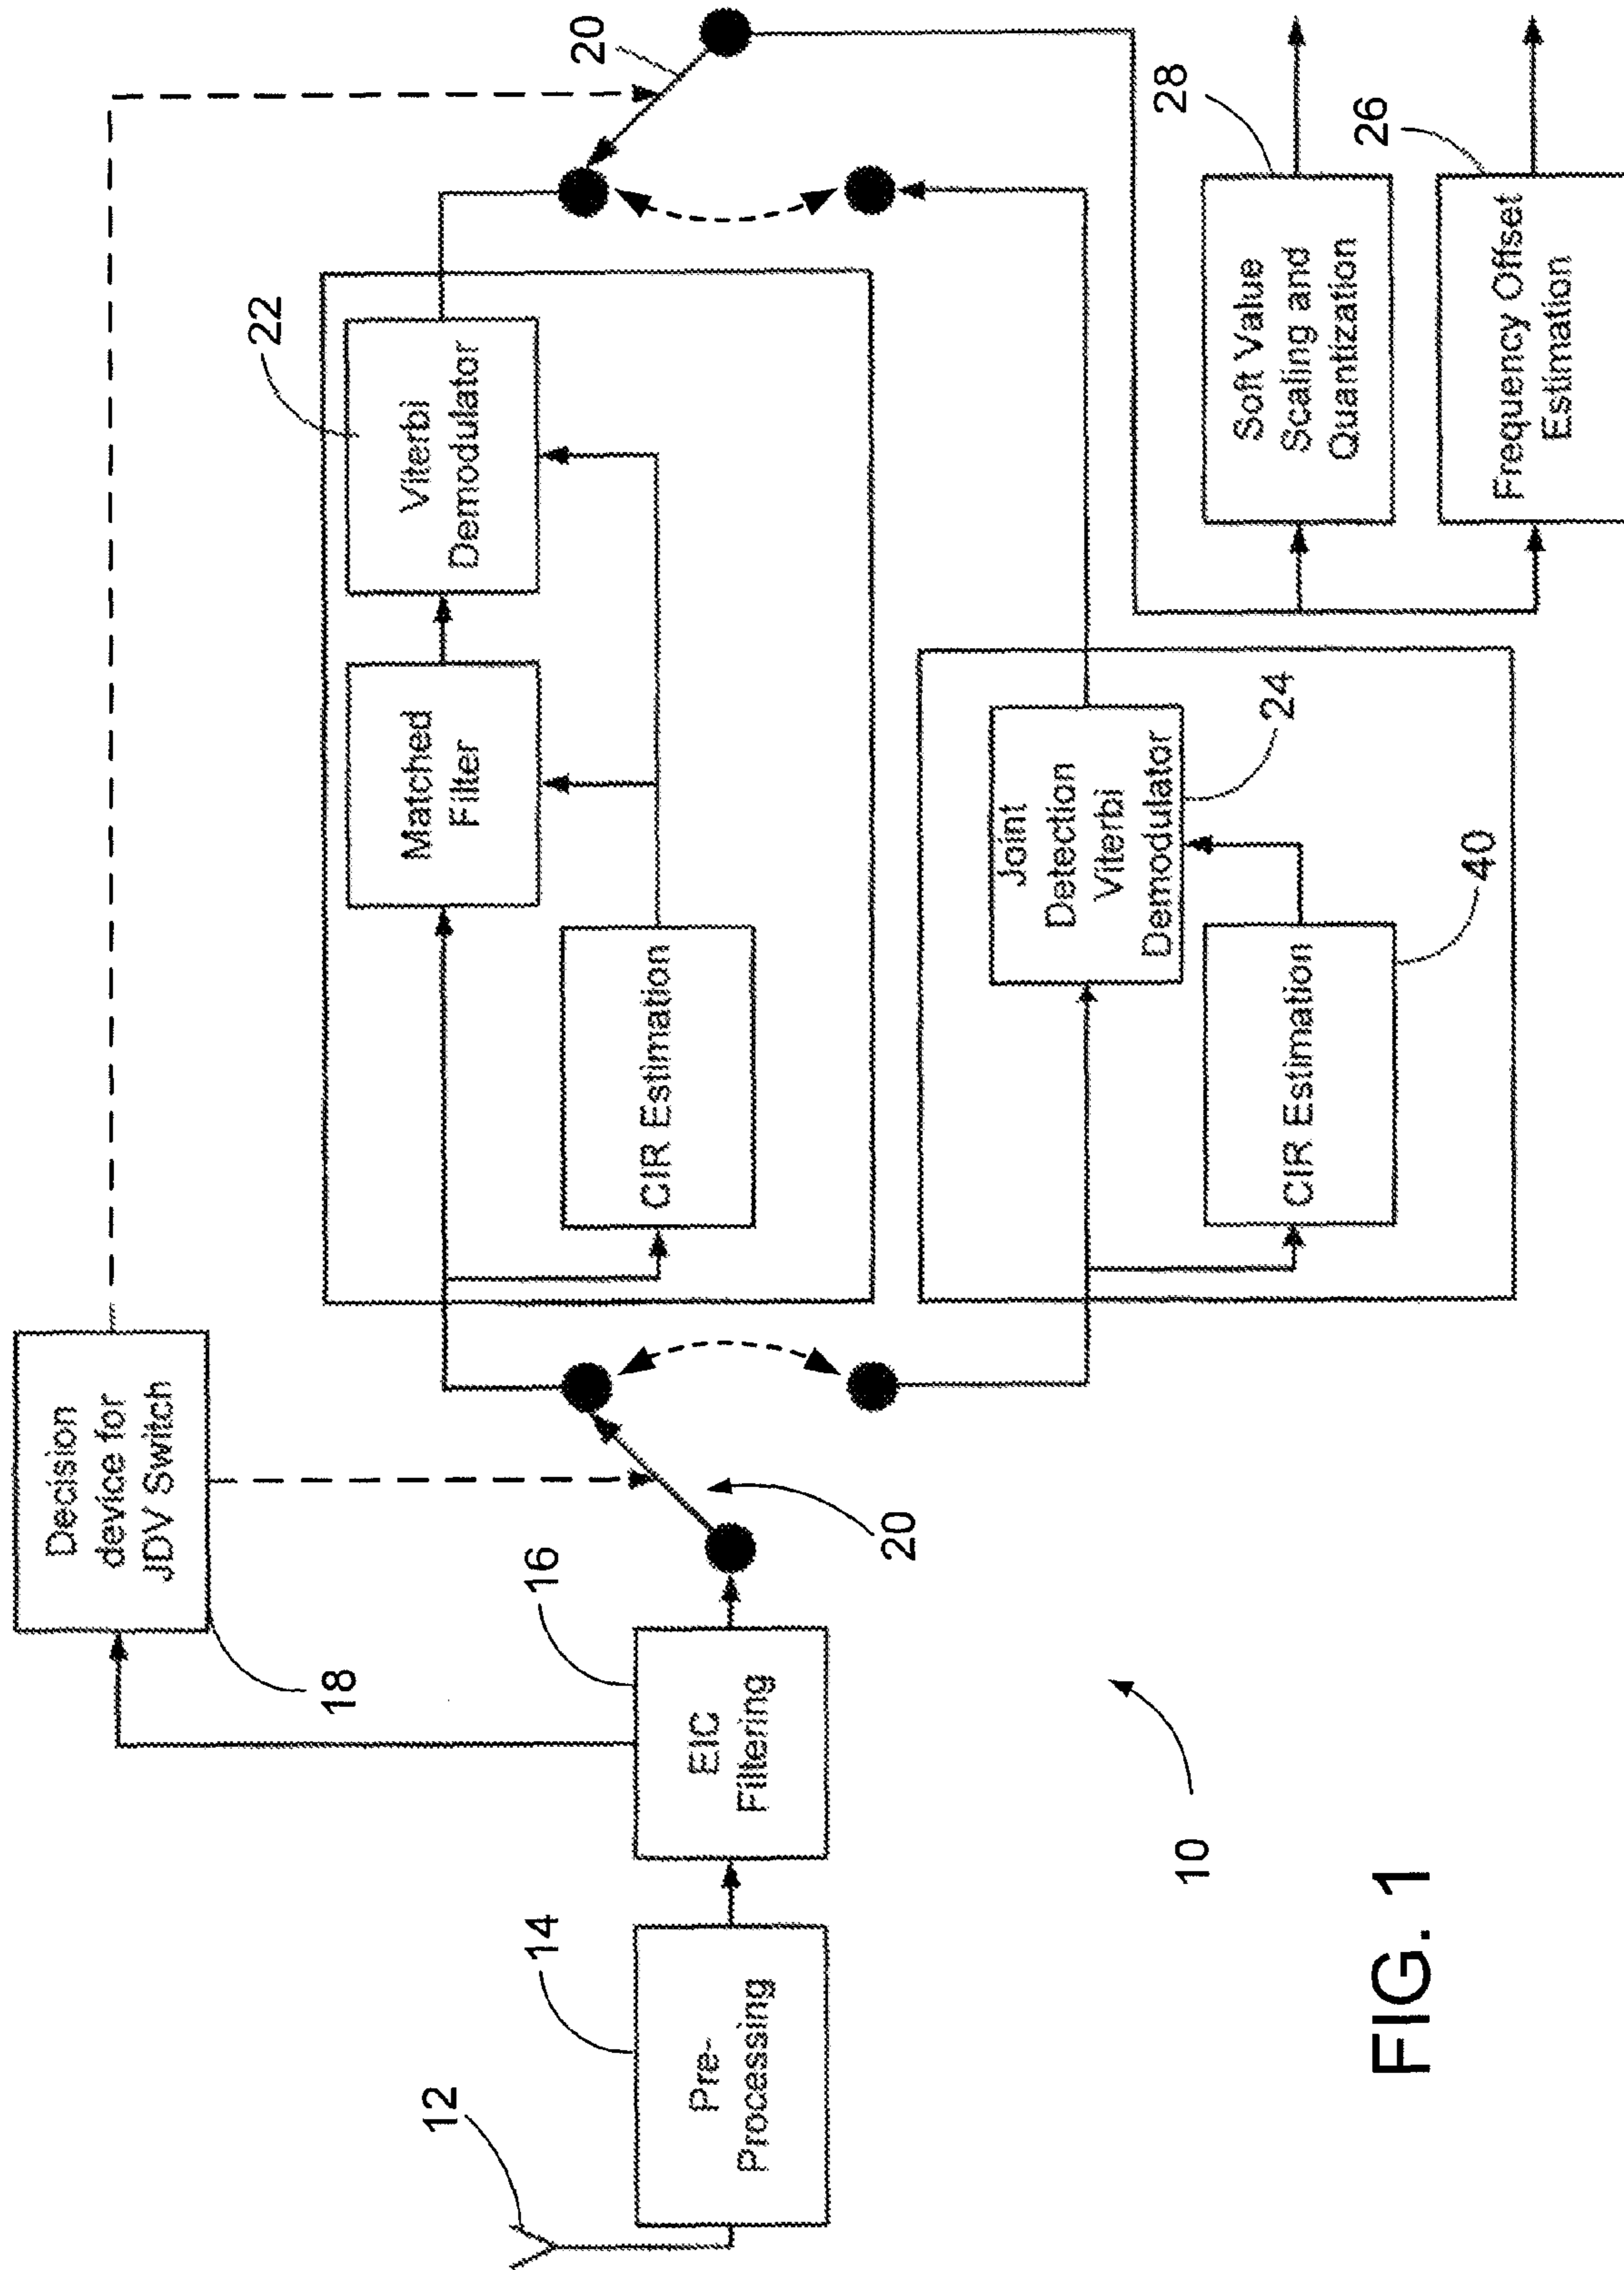 12
14
Pre-
Processing
16
EIC
Filtering
18
Decision
device for
JDV Switch
20
22
Matched
Filter
Viterbi
Demodulator
CIR Estimation
20
Joint
Detection
Viterbi
Demodulator
24
CIR Estimation
40
28
Soft Value
Scaling and
Quantization
26
Frequency Offset
Estimation
10
FIG. 1